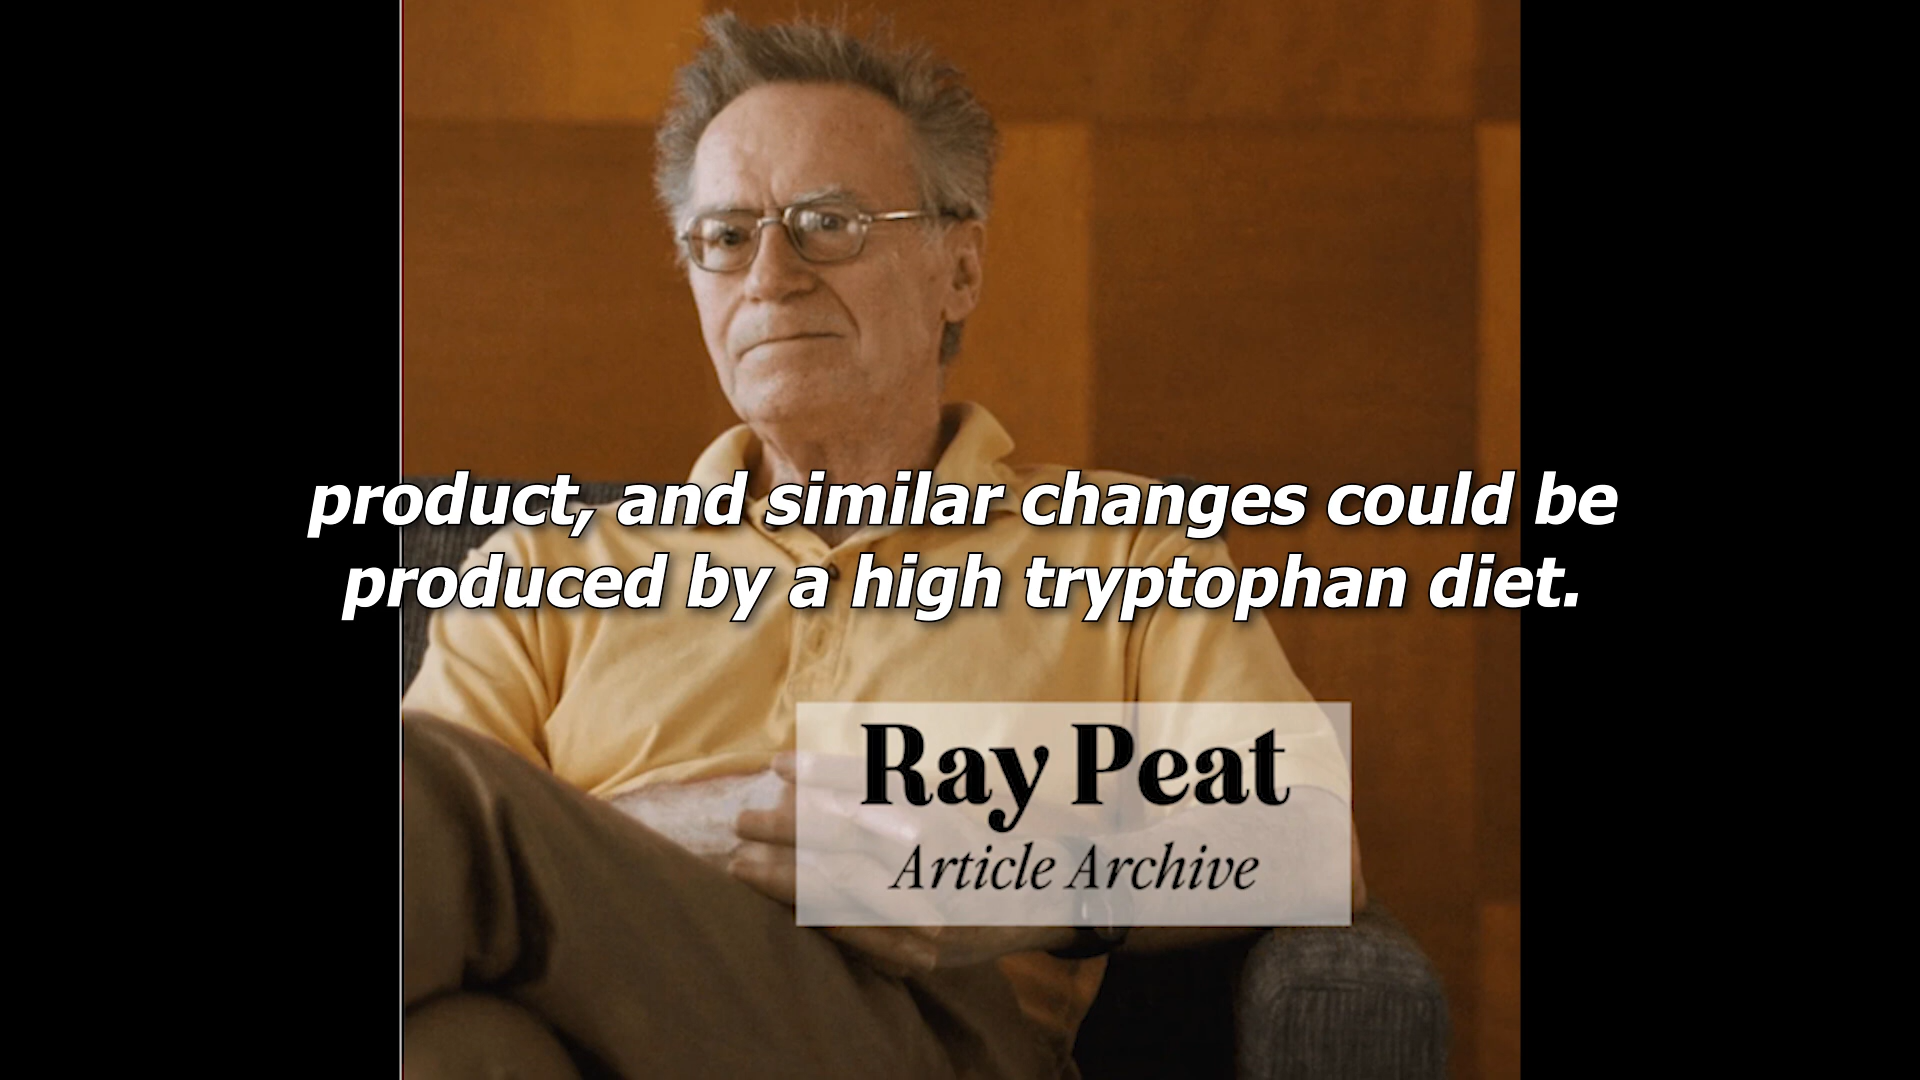 product, and similar changes could be
produced by a high tryptophan diet.
Ray Peat
Article Archive